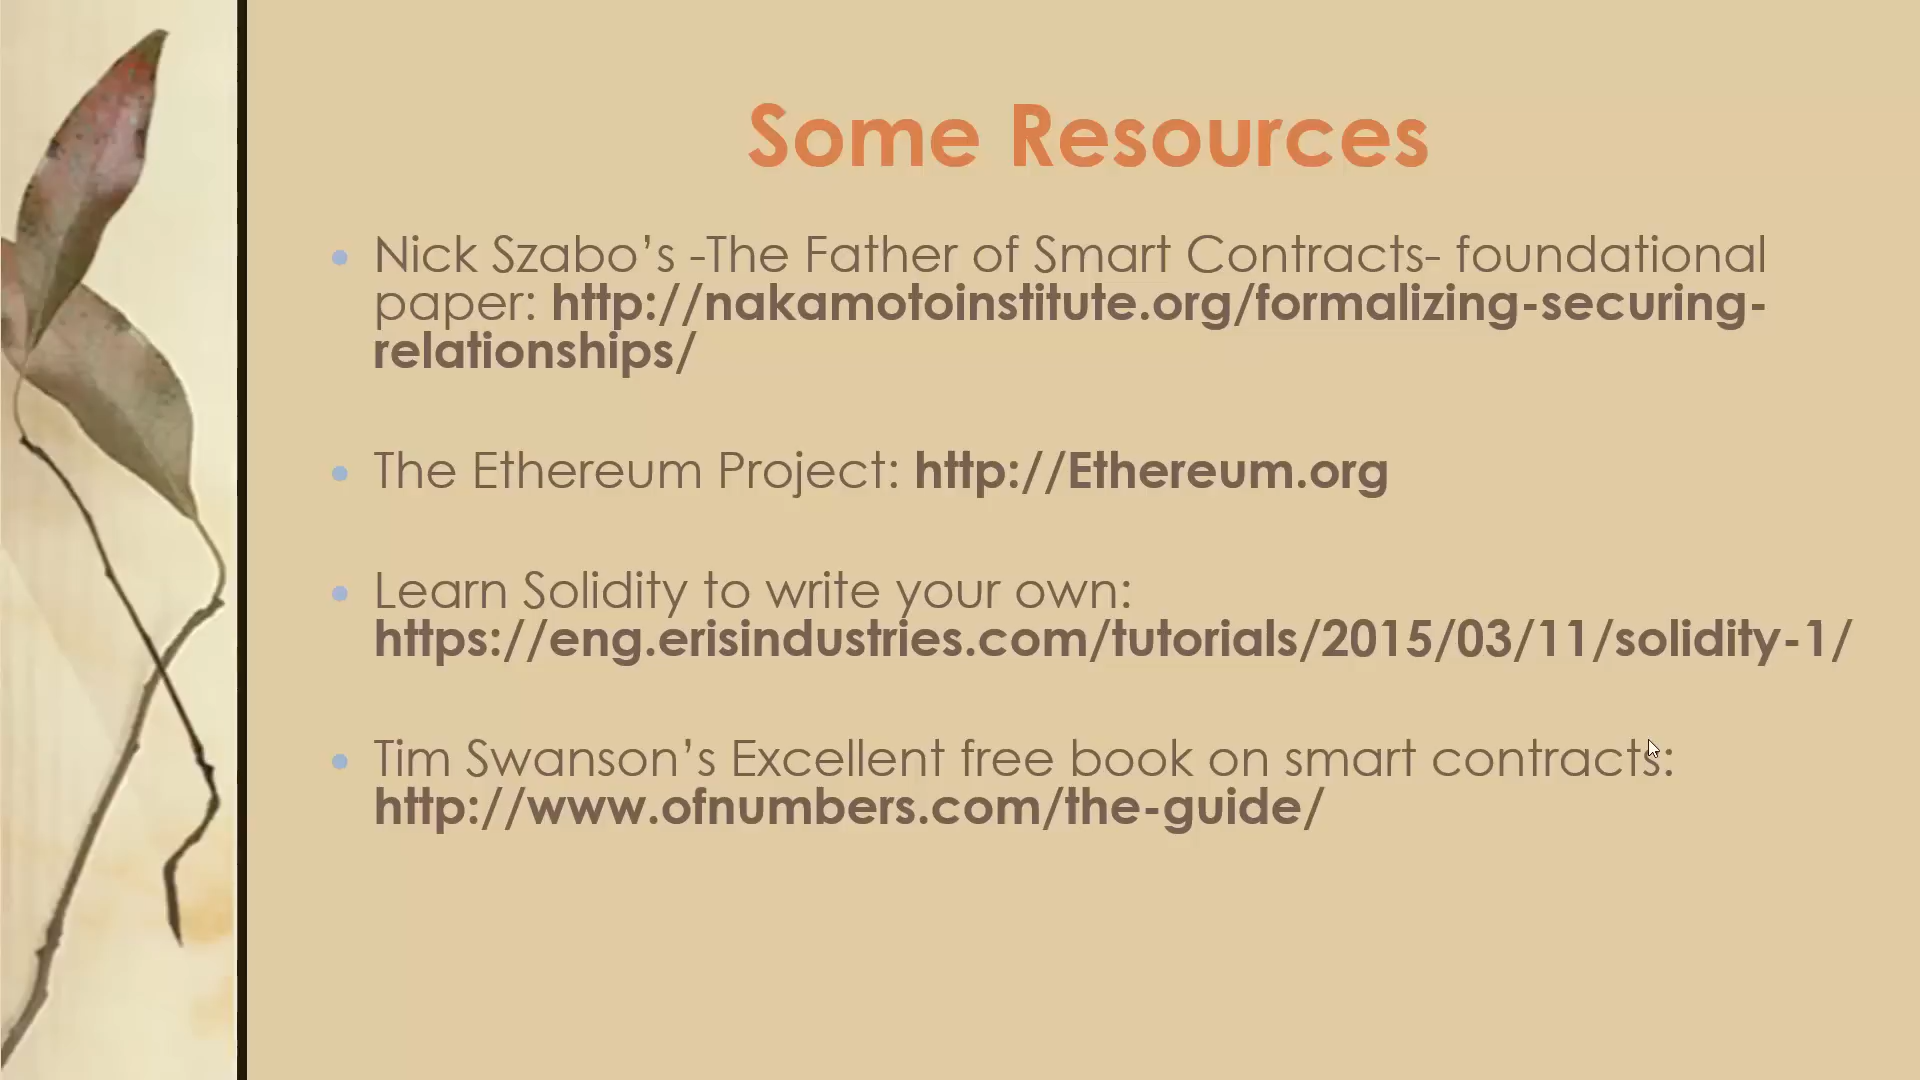 Some Resources
Nick Szabo’s -The Father of Smart Contracts- foundational
paper: http://nakamotoinstitute.org/formalizing-securing-
relationships/
The Ethereum Project: http://Ethereum.org
Learn Solidity to write your own:
https://eng.erisindustries.com/tutorials/2015/03/11/solidity-1/
Tim Swanson’s Excellent free book on smart contracts:
http://www.ofnumbers.com/the-guide/